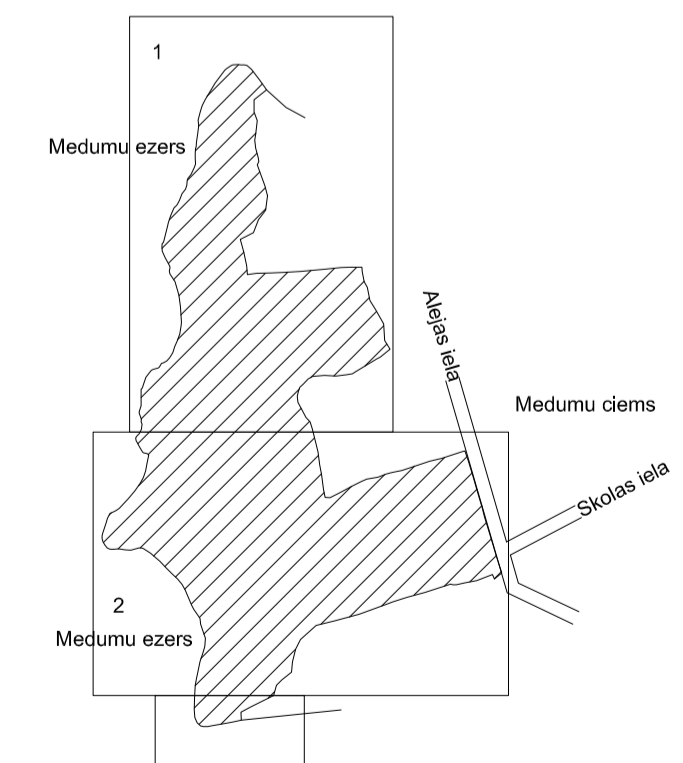 1
Medumu ezers
Alejas iela
Medumu ciems
Skolas iela
2
Medumu ezers